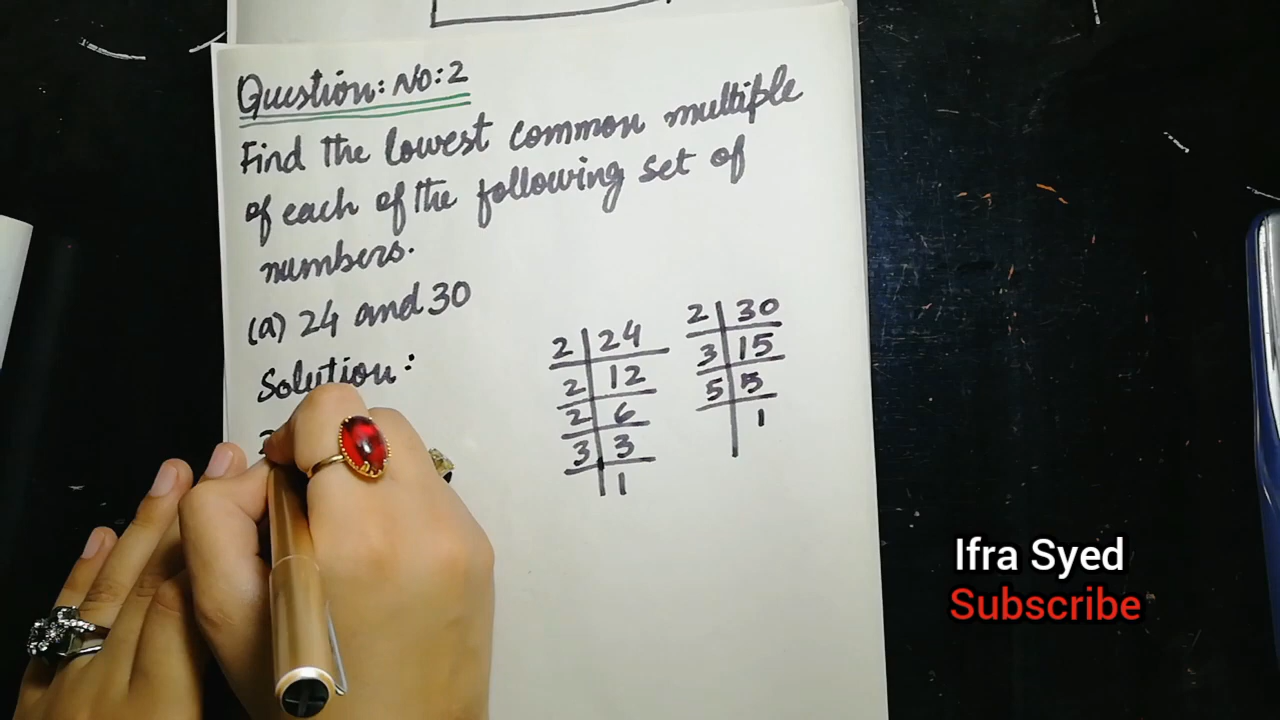 Question: No: 2
Find the lowest common multiple
of each of the following set of
numbers.
(a) 24 and 30
Solution:
2 | 24
2 | 12
2 | 6
3 | 3
1
2 | 30
3 | 15
5 | 5
1
Ifra Syed
Subscribe